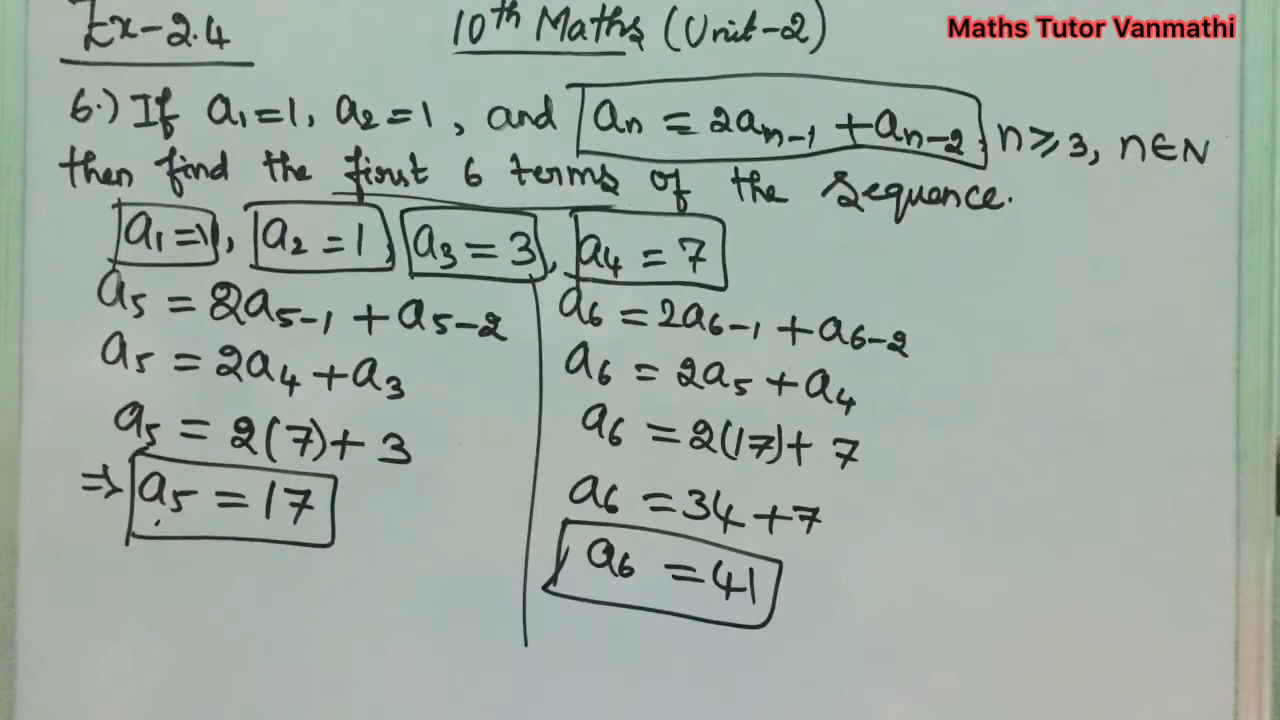 Ex-2.4 10th Maths (Unit-2) Maths Tutor Vanmathi
6.) If a₁=1, a₂=1, and aₙ = 2aₙ₋₁ + aₙ₋₂, n ≥ 3, n∈N
then find the first 6 terms of the sequence.
a₁=1, a₂ = 1, a₃ = 3, a₄ = 7
a₅ = 2a₅₋₁ + a₅₋₂
a₅ = 2a₄ + a₃
a₅ = 2(7) + 3
⇒ a₅ = 17
a₆ = 2a₆₋₁ + a₆₋₂
a₆ = 2a₅ + a₄
a₆ = 2(17) + 7
a₆ = 34 + 7
a₆ = 41